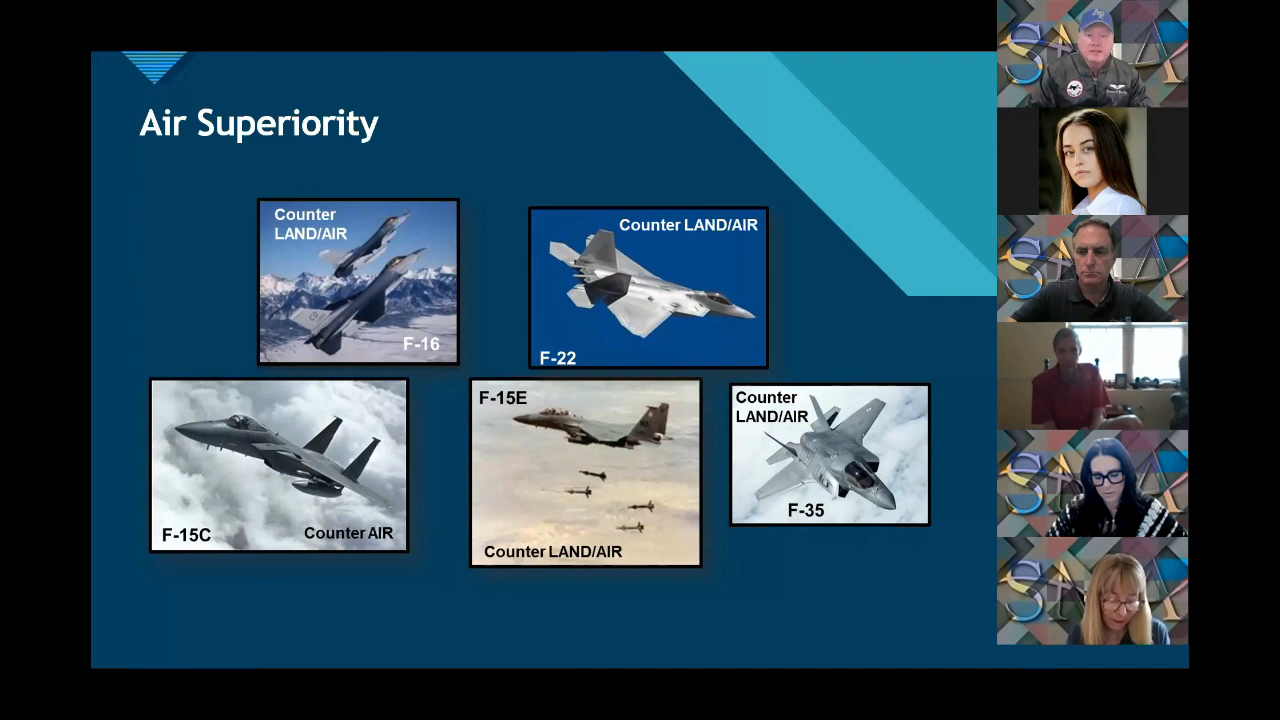 Air Superiority
Counter
LAND/AIR
F-16
Counter LAND/AIR
F-22
F-15C
Counter AIR
F-15E
Counter LAND/AIR
Counter
LAND/AIR
F-35